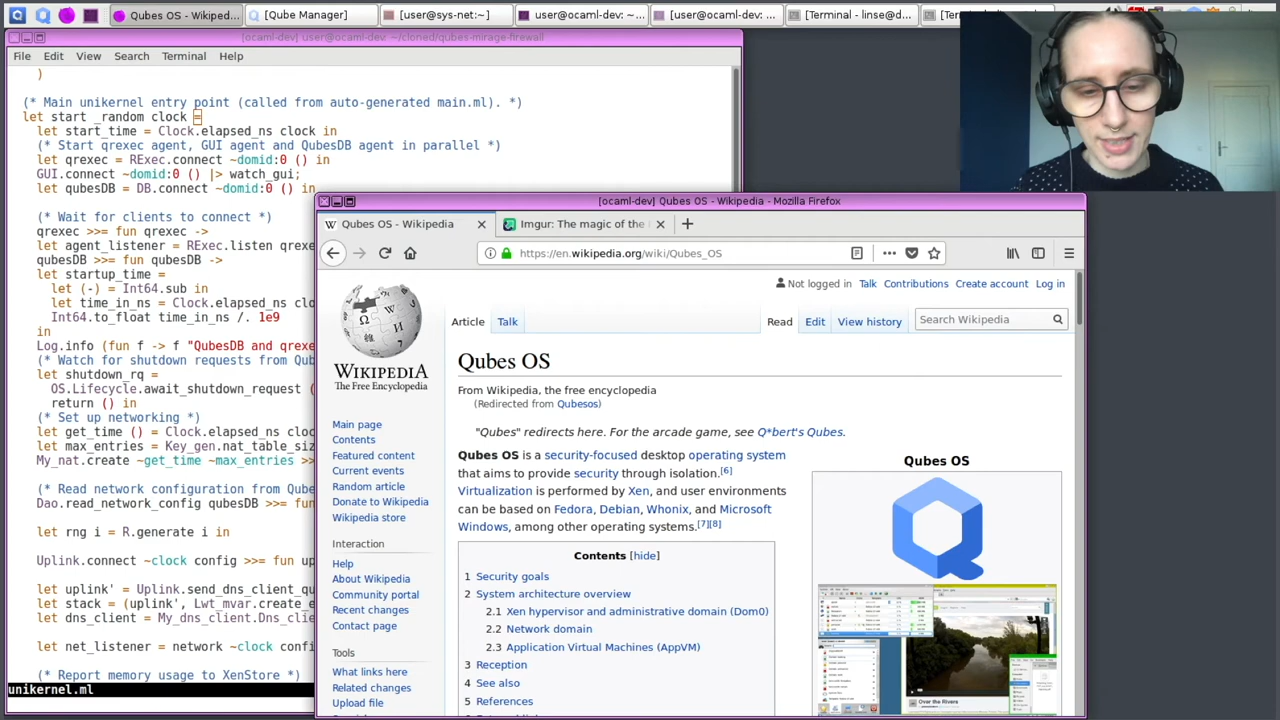 Qubes OS - Wikiped...
[Qube Manager]
[user@sys-net:~]
user@ocaml-dev: ~...
[user@ocaml-dev: ...
[Terminal - linse@d...
[ocaml-dev] user@ocaml-dev: ~/cloned/qubes-mirage-firewall
File Edit View Search Terminal Help
)
(* Main unikernel entry point (called from auto-generated main.ml). *)
let start _random clock =
let start_time = Clock.elapsed_ns clock in
(* Start qrexec agent, GUI agent and QubesDB agent in parallel *)
let qrexec = RExec.connect ~domid:0 () in
GUI.connect ~domid:0 () |> watch_gui;
let qubesDB = DB.connect ~domid:0 () in
(* Wait for clients to connect *)
qrexec >>= fun qrexec ->
let agent_listener = RExec.listen qrexe
qubesDB >>= fun qubesDB ->
let startup_time =
let (-) = Int64.sub in
let time_in_ns = Clock.elapsed_ns clo
Int64.to_float time_in_ns /. 1e9
in
Log.info (fun f -> f "QubesDB and qrexe
(* Watch for shutdown requests from Qub
let shutdown_rq =
OS.Lifecycle.await_shutdown_request (
return () in
(* Set up networking *)
let get_time () = Clock.elapsed_ns cloc
let max_entries = Key_gen.nat_table_siz
My_nat.create ~get_time ~max_entries >>
(* Read network configuration from Qube
Dao.read_network_config qubesDB >>= fun
let rng i = R.generate i in
Uplink.connect ~clock config >>= fun up
let uplink' = Uplink.send_dns_client_qu
let stack = (uplink', Lwt_mvar.create_
let dns_client = My_dns_client.Dns_clie
let net_listener = network ~clock conf
(* Report memory usage to XenStore *)
unikernel.ml
[ocaml-dev] Qubes OS - Wikipedia - Mozilla Firefox
Qubes OS - Wikipedia
Imgur: The magic of the
https://en.wikipedia.org/wiki/Qubes_OS
Not logged in Talk Contributions Create account Log in
Article Talk Read Edit View history Search Wikipedia
WIKIPEDIA
The Free Encyclopedia
Main page
Contents
Featured content
Current events
Random article
Donate to Wikipedia
Wikipedia store
Interaction
Help
About Wikipedia
Community portal
Recent changes
Contact page
Tools
What links here
Related changes
Upload file
Qubes OS
From Wikipedia, the free encyclopedia
(Redirected from Qubesos)
"Qubes" redirects here. For the arcade game, see Q*bert's Qubes.
Qubes OS is a security-focused desktop operating system
that aims to provide security through isolation.[6]
Virtualization is performed by Xen, and user environments
can be based on Fedora, Debian, Whonix, and Microsoft
Windows, among other operating systems.[7][8]
Contents [hide]
1 Security goals
2 System architecture overview
2.1 Xen hypervisor and administrative domain (Dom0)
2.2 Network domain
2.3 Application Virtual Machines (AppVM)
3 Reception
4 See also
5 References
Qubes OS
Over the Rivers